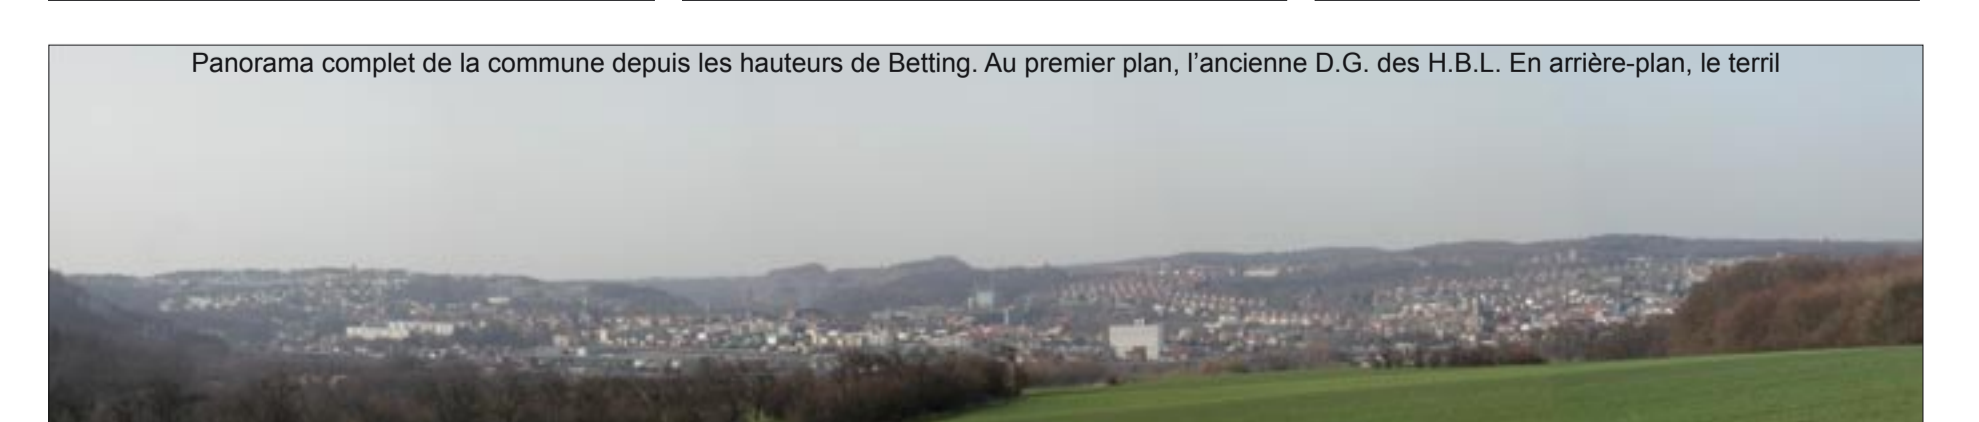 Panorama complet de la commune depuis les hauteurs de Betting. Au premier plan, l’ancienne D.G. des H.B.L. En arrière-plan, le terril